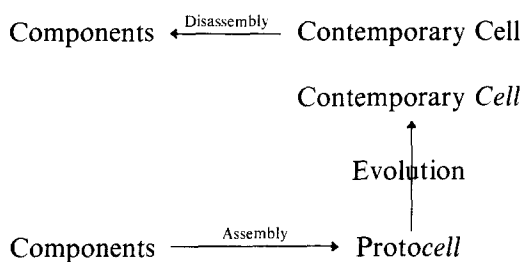 Disassembly
Components Contemporary Cell
Contemporary Cell
Evolution
Assembly
Components Protocell